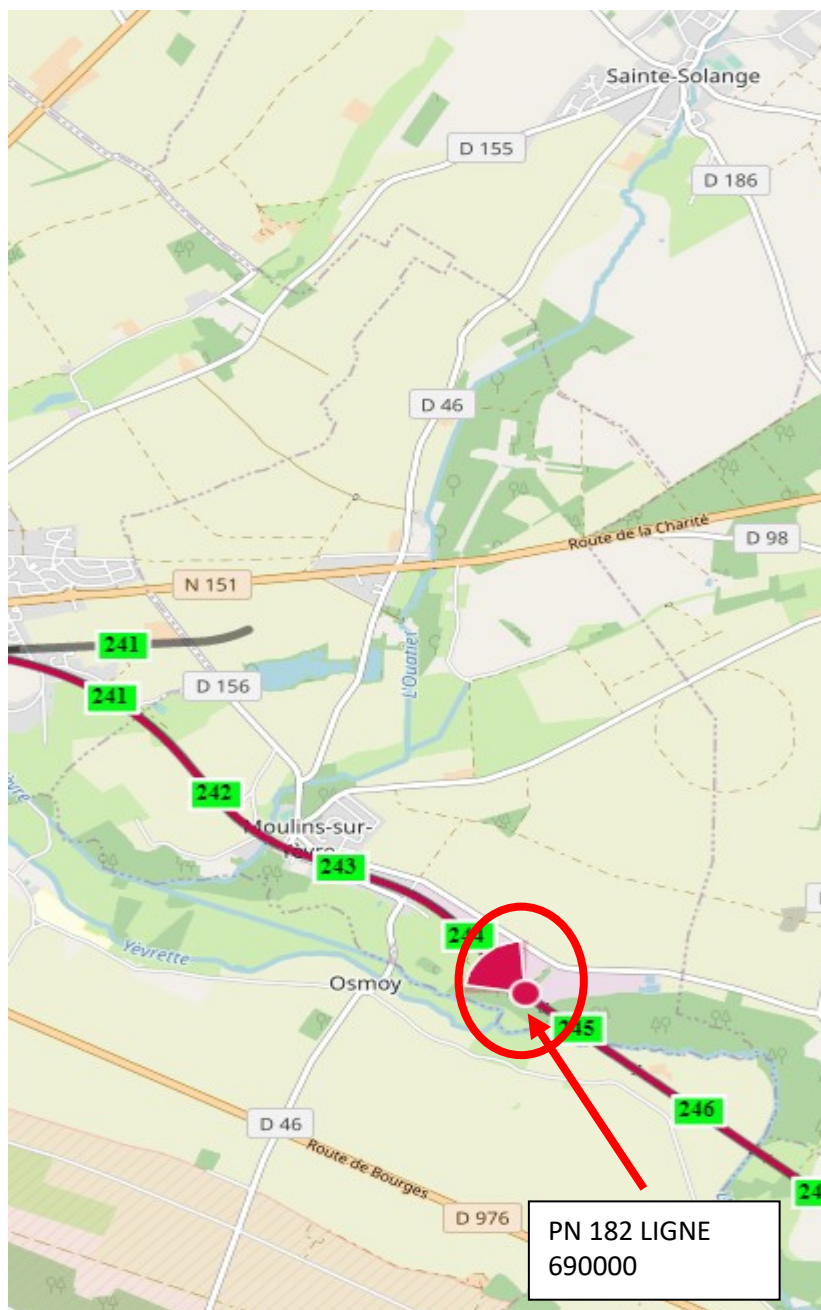 Sainte-Solange
D 155
D 186
D 46
Route de la Charité
D 98
N 151
241
L'Ouatier
241
D 156
242
Moulins-sur-
Yèvre
243
Yèvrette
244
Osmoy
245
246
D 46
Route de Bourges
D 976
PN 182 LIGNE
690000